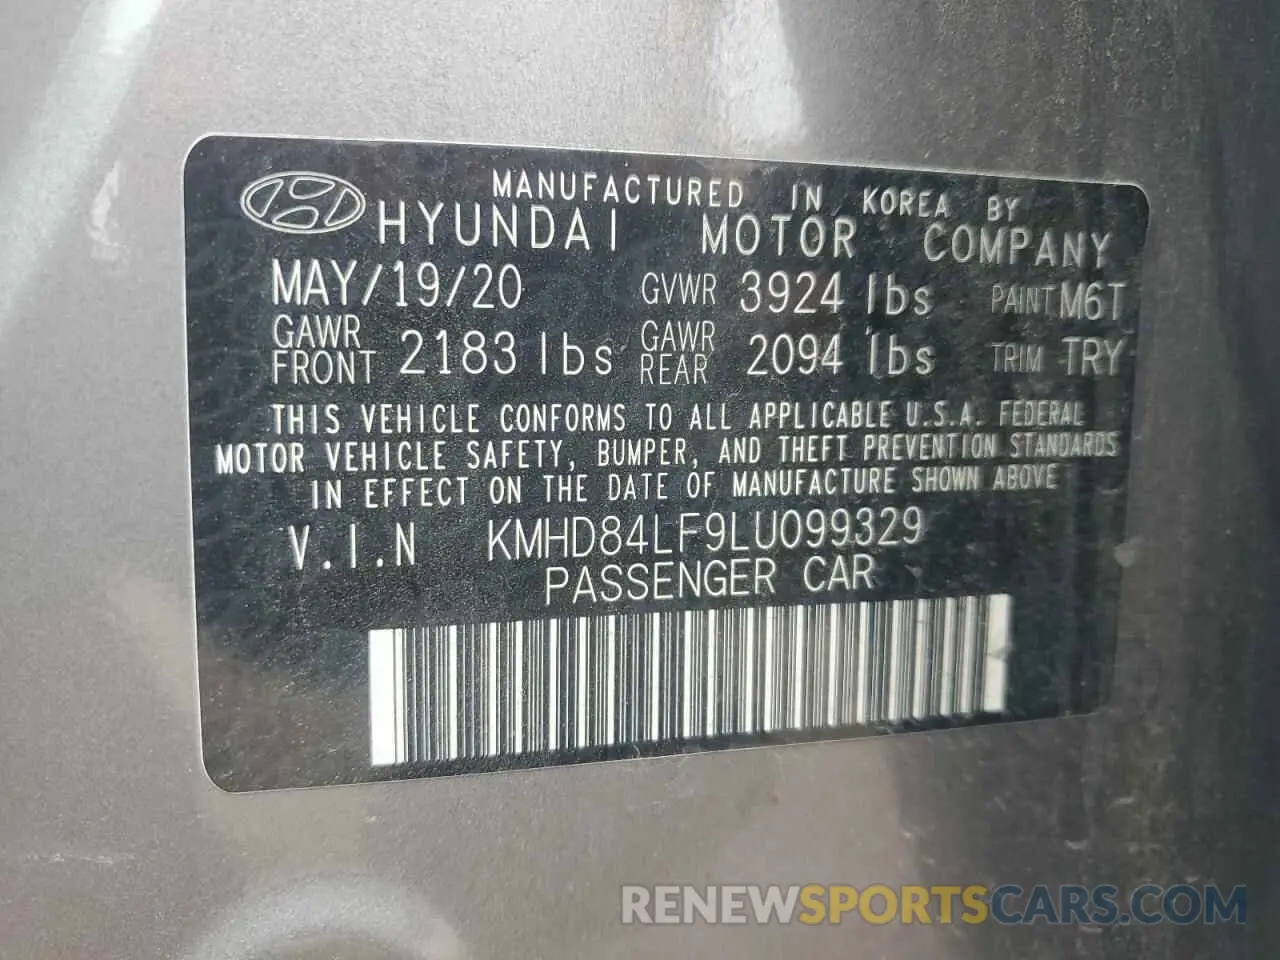 MANUFACTURED IN KOREA BY
HYUNDAI MOTOR COMPANY
MAY/19/20 GVWR 3924 lbs PAINT M6T
GAWR FRONT 2183 lbs GAWR REAR 2094 lbs TRIM TRY
THIS VEHICLE CONFORMS TO ALL APPLICABLE U.S.A. FEDERAL
MOTOR VEHICLE SAFETY, BUMPER, AND THEFT PREVENTION STANDARDS
IN EFFECT ON THE DATE OF MANUFACTURE SHOWN ABOVE
V.I.N KMHD84LF9LU099329
PASSENGER CAR
RENEWSPORTSCARS.COM